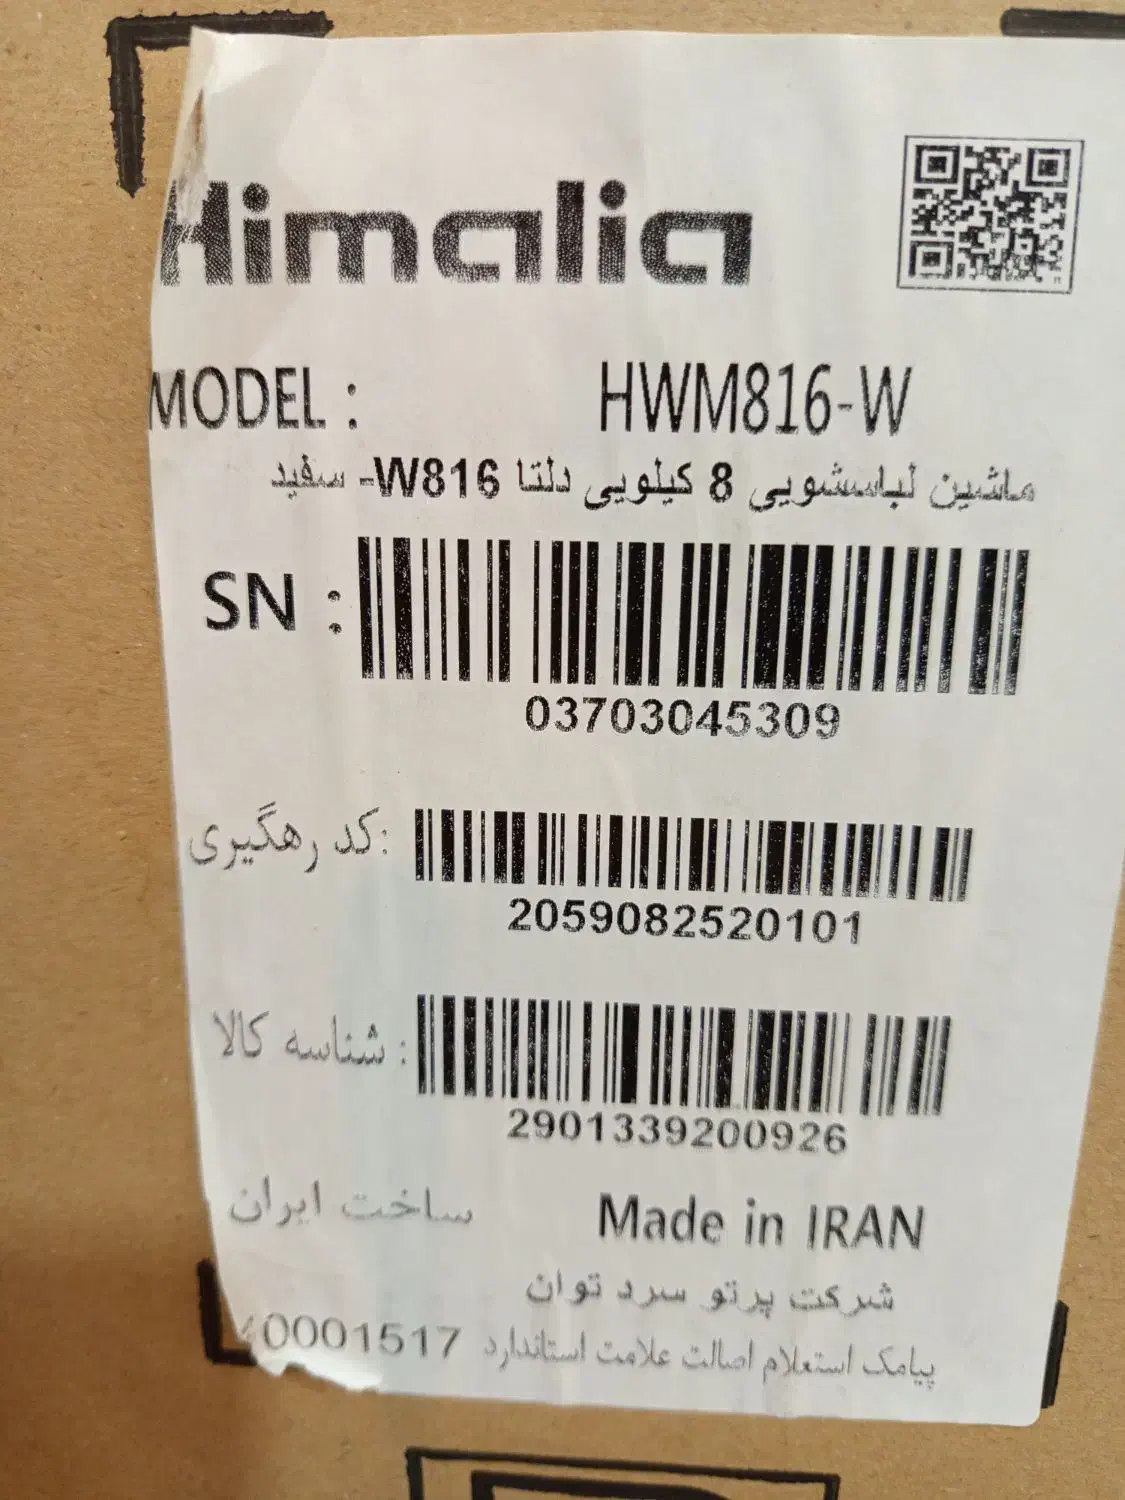 Himalia
MODEL : HWM816-W
ماشین لباسشویی 8 کیلویی دلتا W816- سفید
SN :
03703045309
کد رهگیری:
2059082520101
شناسه کالا :
2901339200926
ساخت ایران Made in IRAN
شرکت پرتو سرد توان
پیامک استعلام اصالت علامت استاندارد 10001517